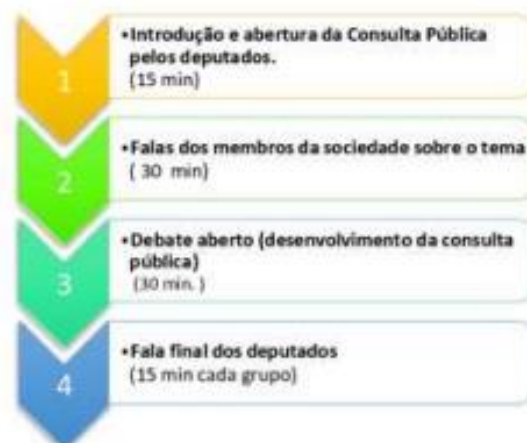 1
•Introdução e abertura da Consulta Pública
pelos deputados.
(15 min)
2
•Falas dos membros da sociedade sobre o tema
( 30 min)
3
•Debate aberto (desenvolvimento da consulta
pública)
(30 min. )
4
•Fala final dos deputados
(15 min cada grupo)